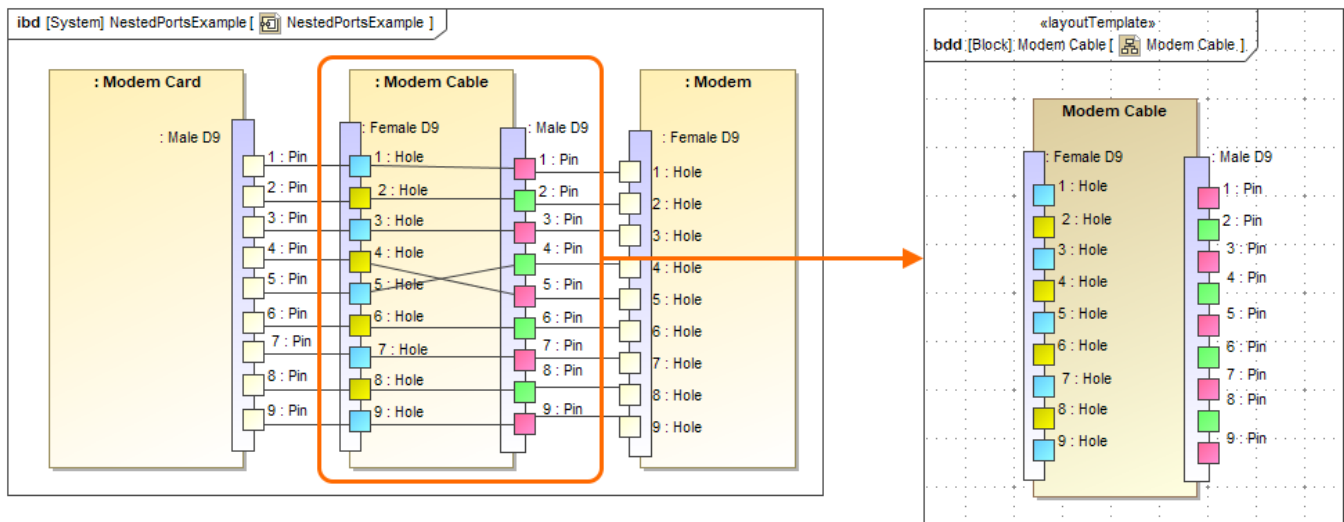 ibd [System] NestedPortsExample [ NestedPortsExample ]
: Modem Card
: Male D9
1 : Pin
2 : Pin
3 : Pin
4 : Pin
5 : Pin
6 : Pin
7 : Pin
8 : Pin
9 : Pin
: Modem Cable
: Female D9
1 : Hole
2 : Hole
3 : Hole
4 : Hole
5 : Hole
6 : Hole
7 : Hole
8 : Hole
9 : Hole
: Male D9
1 : Pin
2 : Pin
3 : Pin
4 : Pin
5 : Pin
6 : Pin
7 : Pin
8 : Pin
9 : Pin
: Modem
: Female D9
1 : Hole
2 : Hole
3 : Hole
4 : Hole
5 : Hole
6 : Hole
7 : Hole
8 : Hole
9 : Hole
«layoutTemplate»
bdd [Block] Modem Cable [ Modem Cable ]
Modem Cable
: Female D9
1 : Hole
2 : Hole
3 : Hole
4 : Hole
5 : Hole
6 : Hole
7 : Hole
8 : Hole
9 : Hole
: Male D9
1 : Pin
2 : Pin
3 : Pin
4 : Pin
5 : Pin
6 : Pin
7 : Pin
8 : Pin
9 : Pin